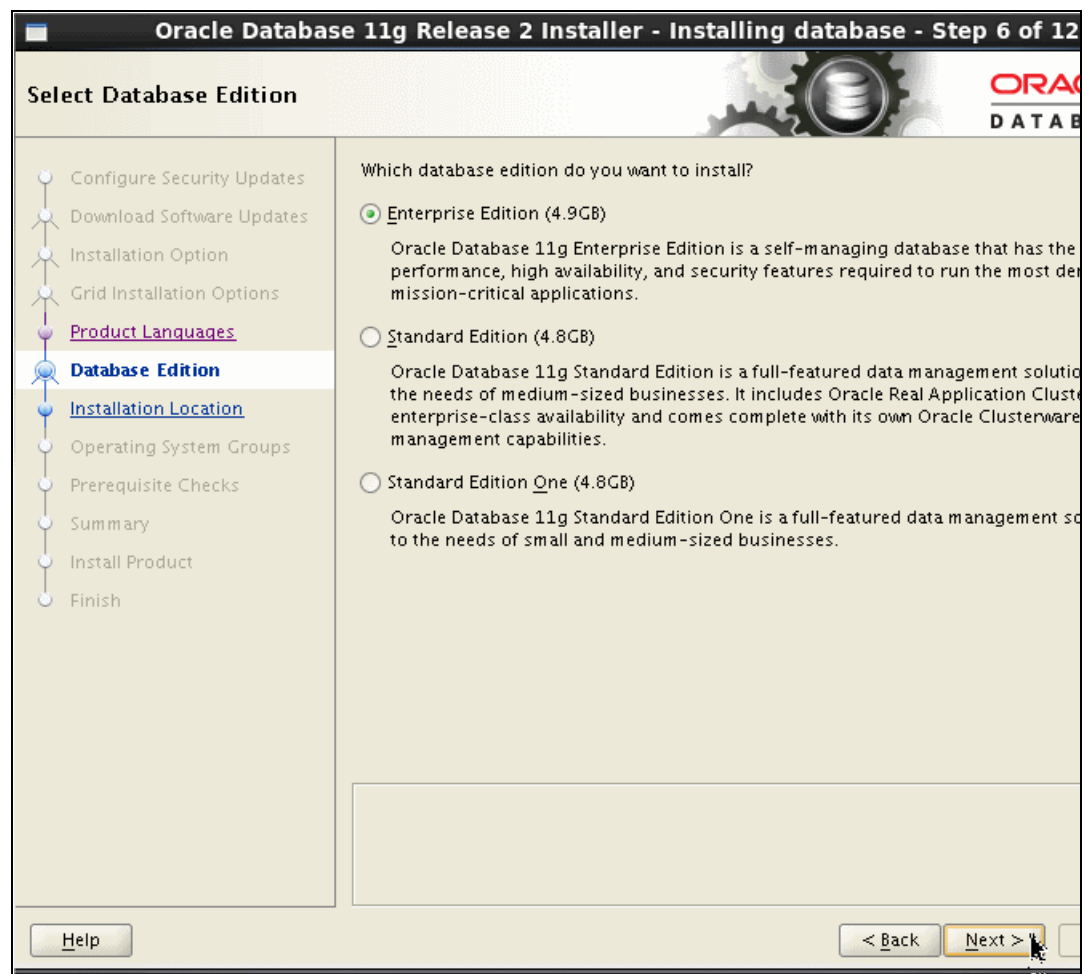 Oracle Database 11g Release 2 Installer - Installing database - Step 6 of 12
Select Database Edition
Configure Security Updates
Download Software Updates
Installation Option
Grid Installation Options
Product Languages
Database Edition
Installation Location
Operating System Groups
Prerequisite Checks
Summary
Install Product
Finish
Which database edition do you want to install?
Enterprise Edition (4.9GB)
Oracle Database 11g Enterprise Edition is a self-managing database that has the
performance, high availability, and security features required to run the most
mission-critical applications.
Standard Edition (4.8GB)
Oracle Database 11g Standard Edition is a full-featured data management
the needs of medium-sized businesses. It includes Oracle Real Application
enterprise-class availability and comes complete with its own Oracle Clusterware
management capabilities.
Standard Edition One (4.8GB)
Oracle Database 11g Standard Edition One is a full-featured data management
to the needs of small and medium-sized businesses.
Help
< Back
Next >